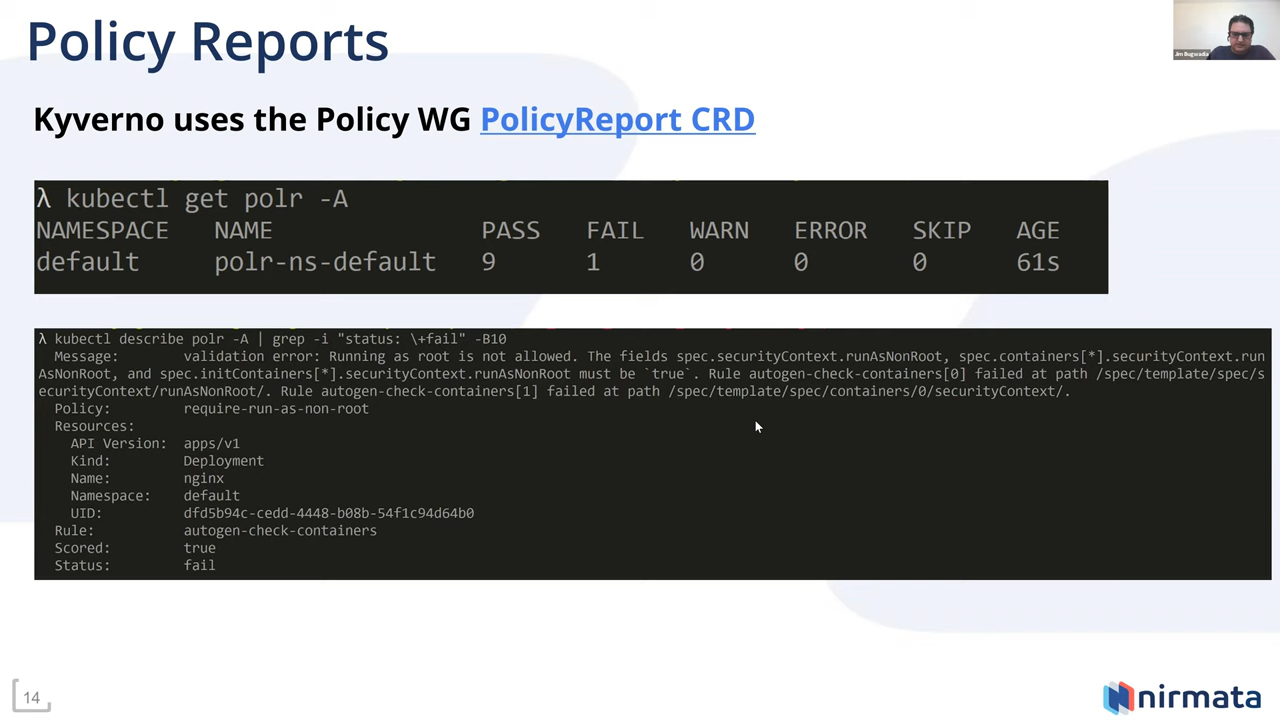 Policy Reports
Jim Bugwadia
Kyverno uses the Policy WG PolicyReport CRD
λ kubectl get polr -A
NAMESPACE NAME PASS FAIL WARN ERROR SKIP AGE
default polr-ns-default 9 1 0 0 0 61s
λ kubectl describe polr -A | grep -i "status: \+fail" -B10
Message: validation error: Running as root is not allowed. The fields spec.securityContext.runAsNonRoot, spec.containers[*].securityContext.run
AsNonRoot, and spec.initContainers[*].securityContext.runAsNonRoot must be `true`. Rule autogen-check-containers[0] failed at path /spec/template/spec/s
ecurityContext/runAsNonRoot/. Rule autogen-check-containers[1] failed at path /spec/template/spec/containers/0/securityContext/.
Policy: require-run-as-non-root
Resources:
API Version: apps/v1
Kind: Deployment
Name: nginx
Namespace: default
UID: dfd5b94c-cedd-4448-b08b-54f1c94d64b0
Rule: autogen-check-containers
Scored: true
Status: fail
14
nirmata